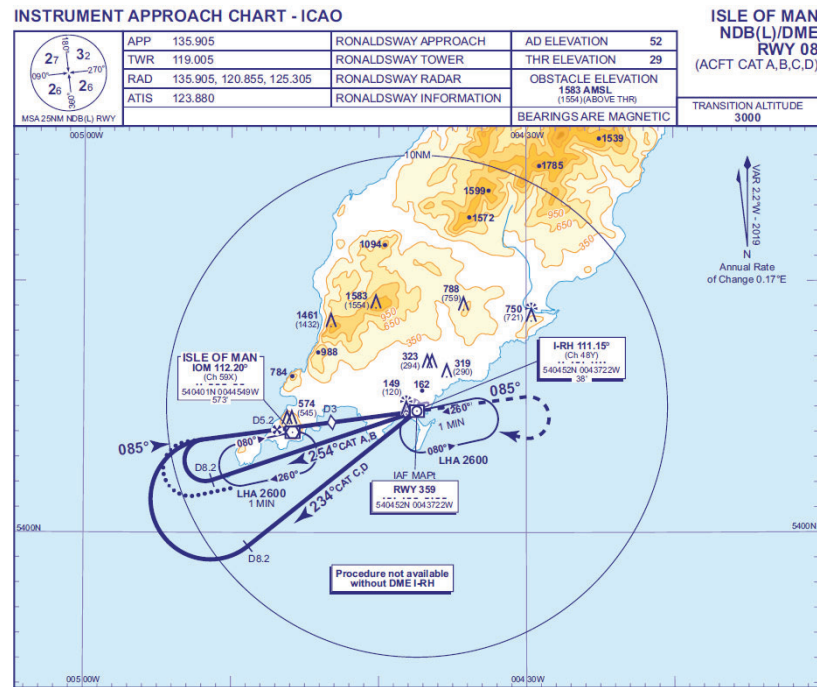 INSTRUMENT APPROACH CHART - ICAO
ISLE OF MAN
NDB(L)/DME
RWY 08
(ACFT CAT A,B,C,D)
APP 135.905 RONALDSWAY APPROACH
TWR 119.005 RONALDSWAY TOWER
RAD 135.905, 120.855, 125.305 RONALDSWAY RADAR
ATIS 123.880 RONALDSWAY INFORMATION
AD ELEVATION 52
THR ELEVATION 29
OBSTACLE ELEVATION
1583 AMSL
(1554)(ABOVE THR)
BEARINGS ARE MAGNETIC
TRANSITION ALTITUDE
3000
180°
27 32
090° 270°
26 26
360°
MSA 25NM NDB(L) RWY
005 00W
004 30W
10NM
1539
1785
1599
1572
950
650
350
VAR 2.2°W - 2019
N
Annual Rate
of Change 0.17°E
1094
1583
(1554)
950
650
788
(759)
750
(721)
1461
(1432)
988
350
784
323
(294)
319
(290)
I-RH 111.15D
(Ch 48Y)
540452N 0043722W
38'
ISLE OF MAN
IOM 112.20D
(Ch 59X)
540401N 0044549W
573'
149
(120)
162
574
(545)
D5.2
D3
085°
260°
1 MIN
080°
LHA 2600
085°
080°
254° CAT A,B
D8.2
260°
LHA 2600
1 MIN
234° CAT C,D
IAF MAPt
RWY 359
540452N 0043722W
D8.2
5400N
5400N
Procedure not available
without DME I-RH
005 00W
004 30W